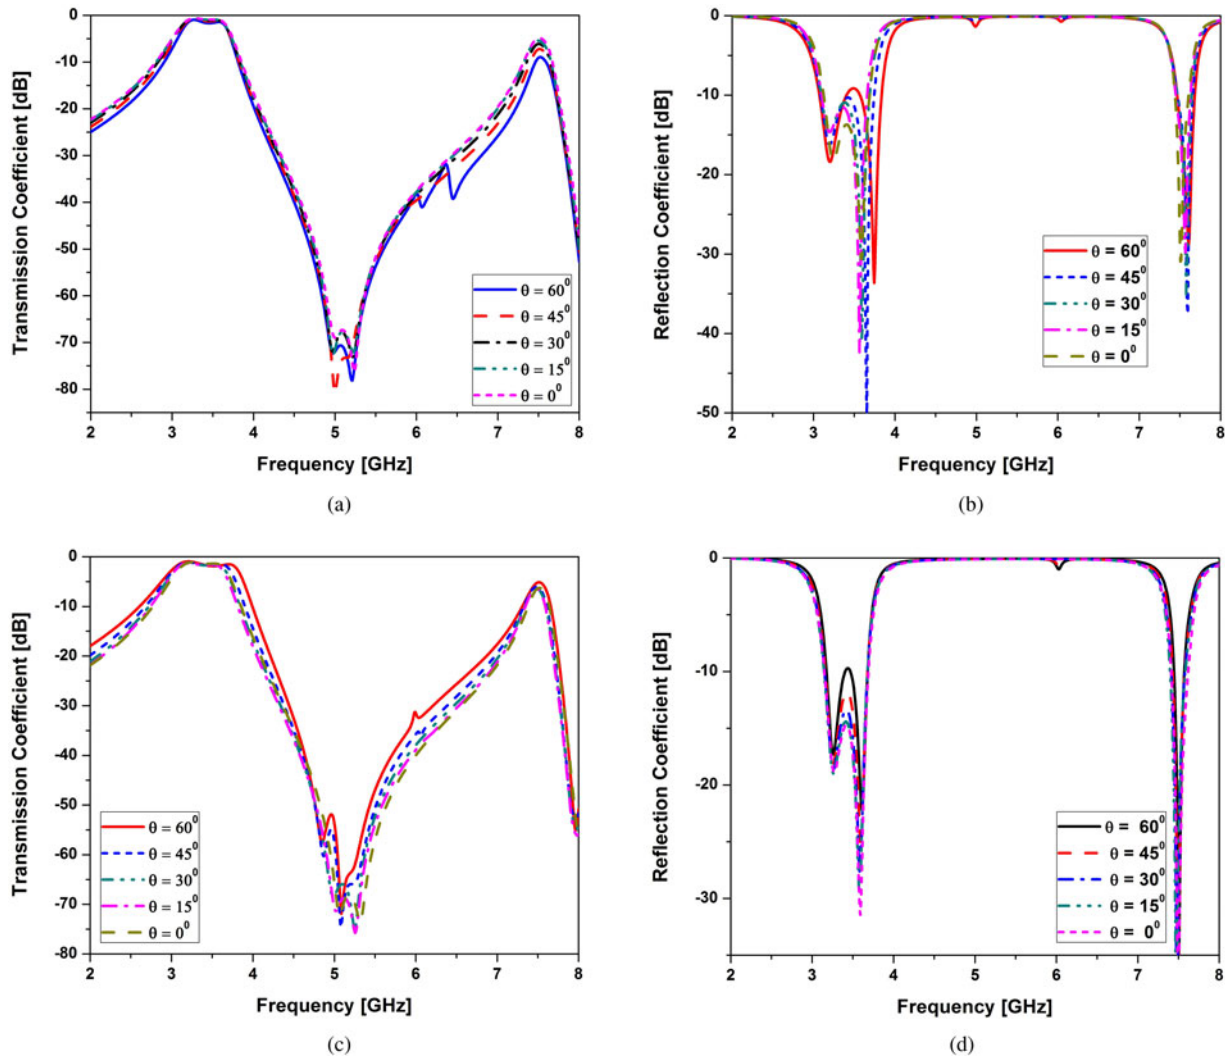 0
-10
-20
-30
-40
-50
-60
-70
-80
Transmission Coefficient [dB]
θ = 60⁰
θ = 45⁰
θ = 30⁰
θ = 15⁰
θ = 0⁰
2 3 4 5 6 7 8
Frequency [GHz]
(a)
0
-10
-20
-30
-40
-50
Reflection Coefficient [dB]
θ = 60⁰
θ = 45⁰
θ = 30⁰
θ = 15⁰
θ = 0⁰
2 3 4 5 6 7 8
Frequency [GHz]
(b)
0
-10
-20
-30
-40
-50
-60
-70
-80
Transmission Coefficient [dB]
θ = 60⁰
θ = 45⁰
θ = 30⁰
θ = 15⁰
θ = 0⁰
2 3 4 5 6 7 8
Frequency [GHz]
(c)
0
-10
-20
-30
Reflection Coefficient [dB]
θ = 60⁰
θ = 45⁰
θ = 30⁰
θ = 15⁰
θ = 0⁰
2 3 4 5 6 7 8
Frequency [GHz]
(d)